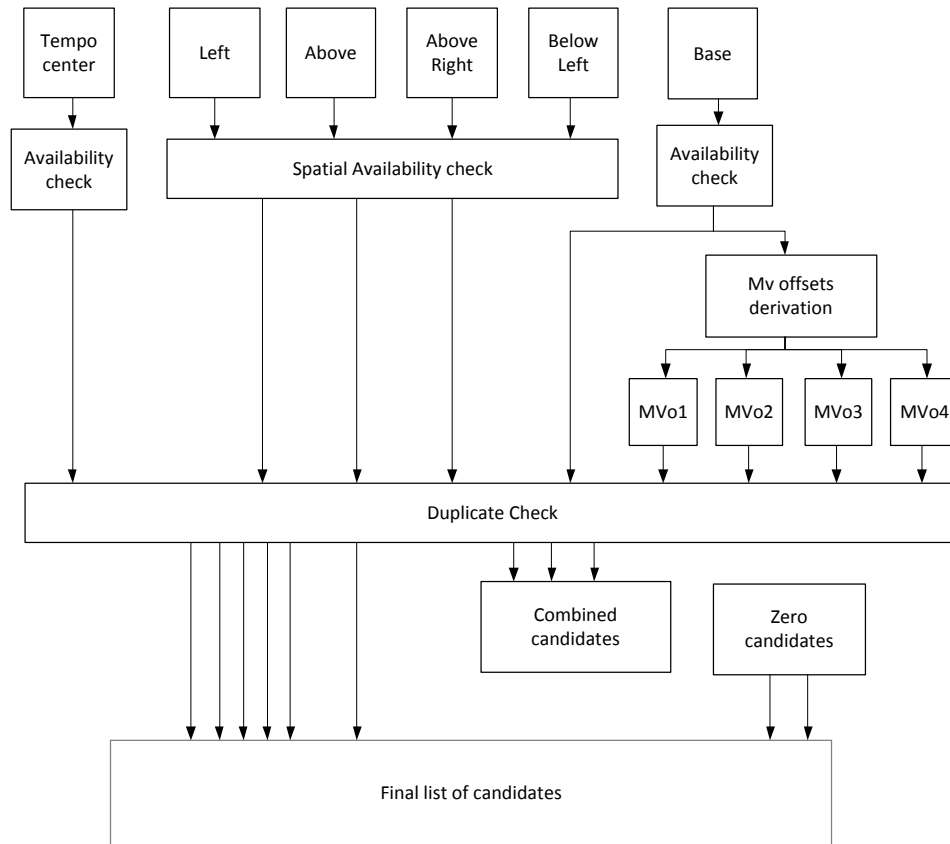 Tempo
center
Left
Above
Above
Right
Below
Left
Base
Availability
check
Spatial Availability check
Availability
check
Mv offsets
derivation
MVo1
MVo2
MVo3
MVo4
Duplicate Check
Combined
candidates
Zero
candidates
Final list of candidates